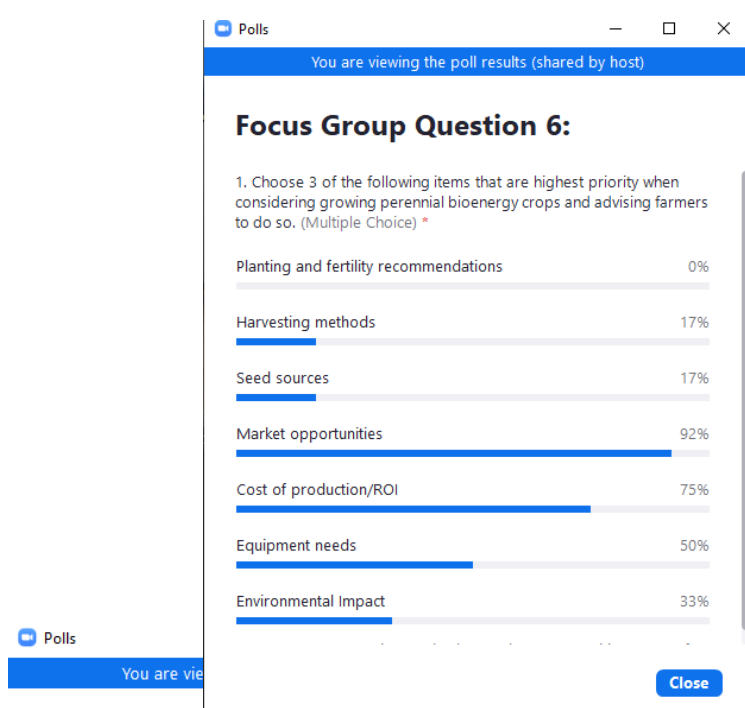 Polls
You are viewing the poll results (shared by host)
Focus Group Question 6:
1. Choose 3 of the following items that are highest priority when
considering growing perennial bioenergy crops and advising farmers
to do so. (Multiple Choice) *
Planting and fertility recommendations 0%
Harvesting methods 17%
Seed sources 17%
Market opportunities 92%
Cost of production/ROI 75%
Equipment needs 50%
Environmental Impact 33%
Close
Polls
You are vie